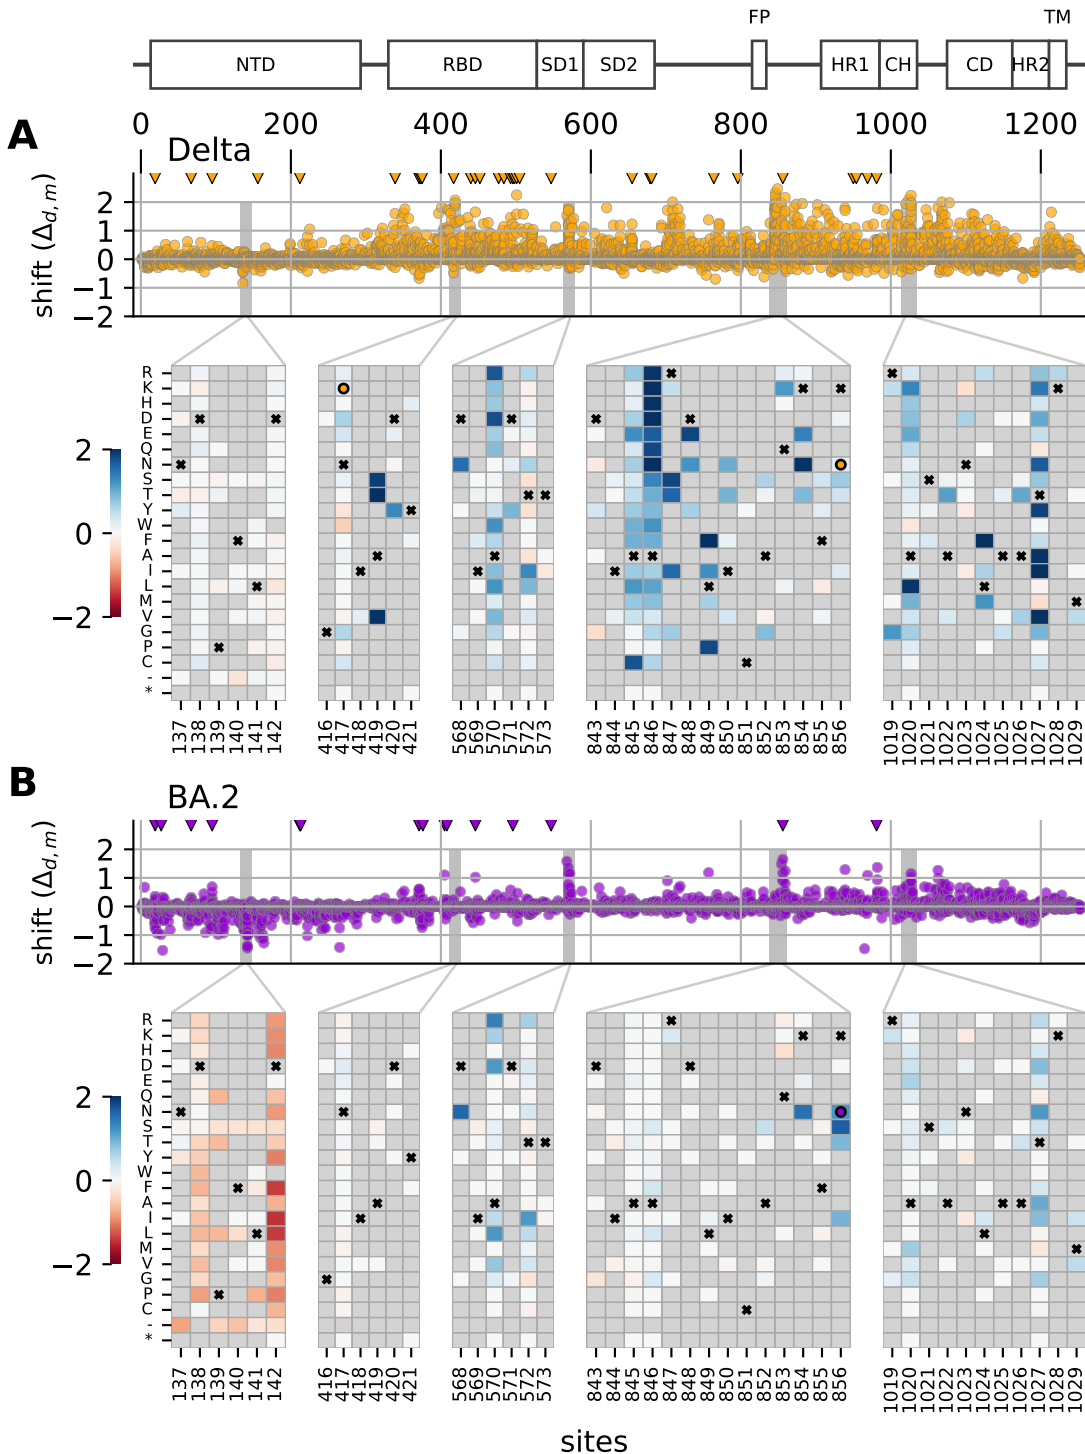 FP TM
NTD RBD SD1 SD2 HR1 CH CD HR2
A
0 200 400 600 800 1000 1200
Delta
shift (Δd,m)
2
1
0
−1
−2
R
K
H
D
E
Q
N
S
T
Y
W
F
A
I
L
M
V
G
P
C
-
*
2
0
−2
137 138 139 140 141 142 416 417 418 419 420 421 568 569 570 571 572 573 843 844 845 846 847 848 849 850 851 852 853 854 855 856 1019 1020 1021 1022 1023 1024 1025 1026 1027 1028 1029
B
BA.2
shift (Δd,m)
2
1
0
−1
−2
R
K
H
D
E
Q
N
S
T
Y
W
F
A
I
L
M
V
G
P
C
-
*
2
0
−2
137 138 139 140 141 142 416 417 418 419 420 421 568 569 570 571 572 573 843 844 845 846 847 848 849 850 851 852 853 854 855 856 1019 1020 1021 1022 1023 1024 1025 1026 1027 1028 1029
sites